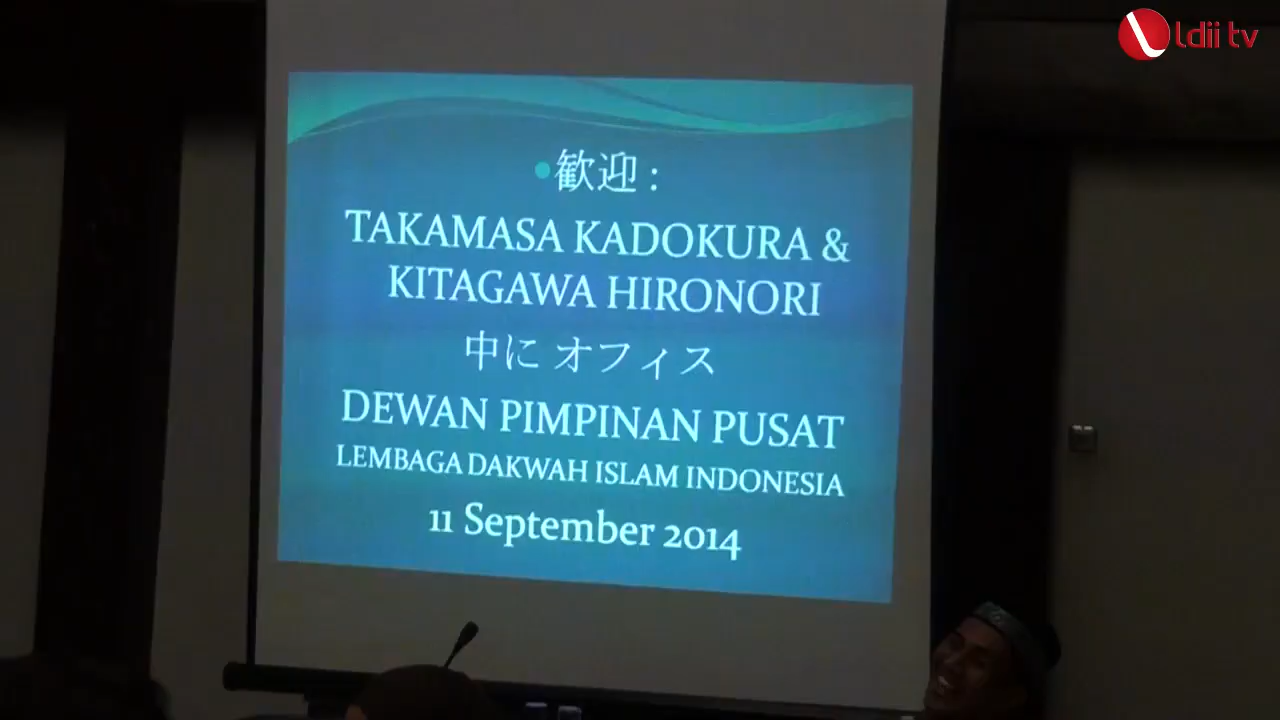 ldii tv
•歓迎 :
TAKAMASA KADOKURA &
KITAGAWA HIRONORI
中に オフィス
DEWAN PIMPINAN PUSAT
LEMBAGA DAKWAH ISLAM INDONESIA
11 September 2014